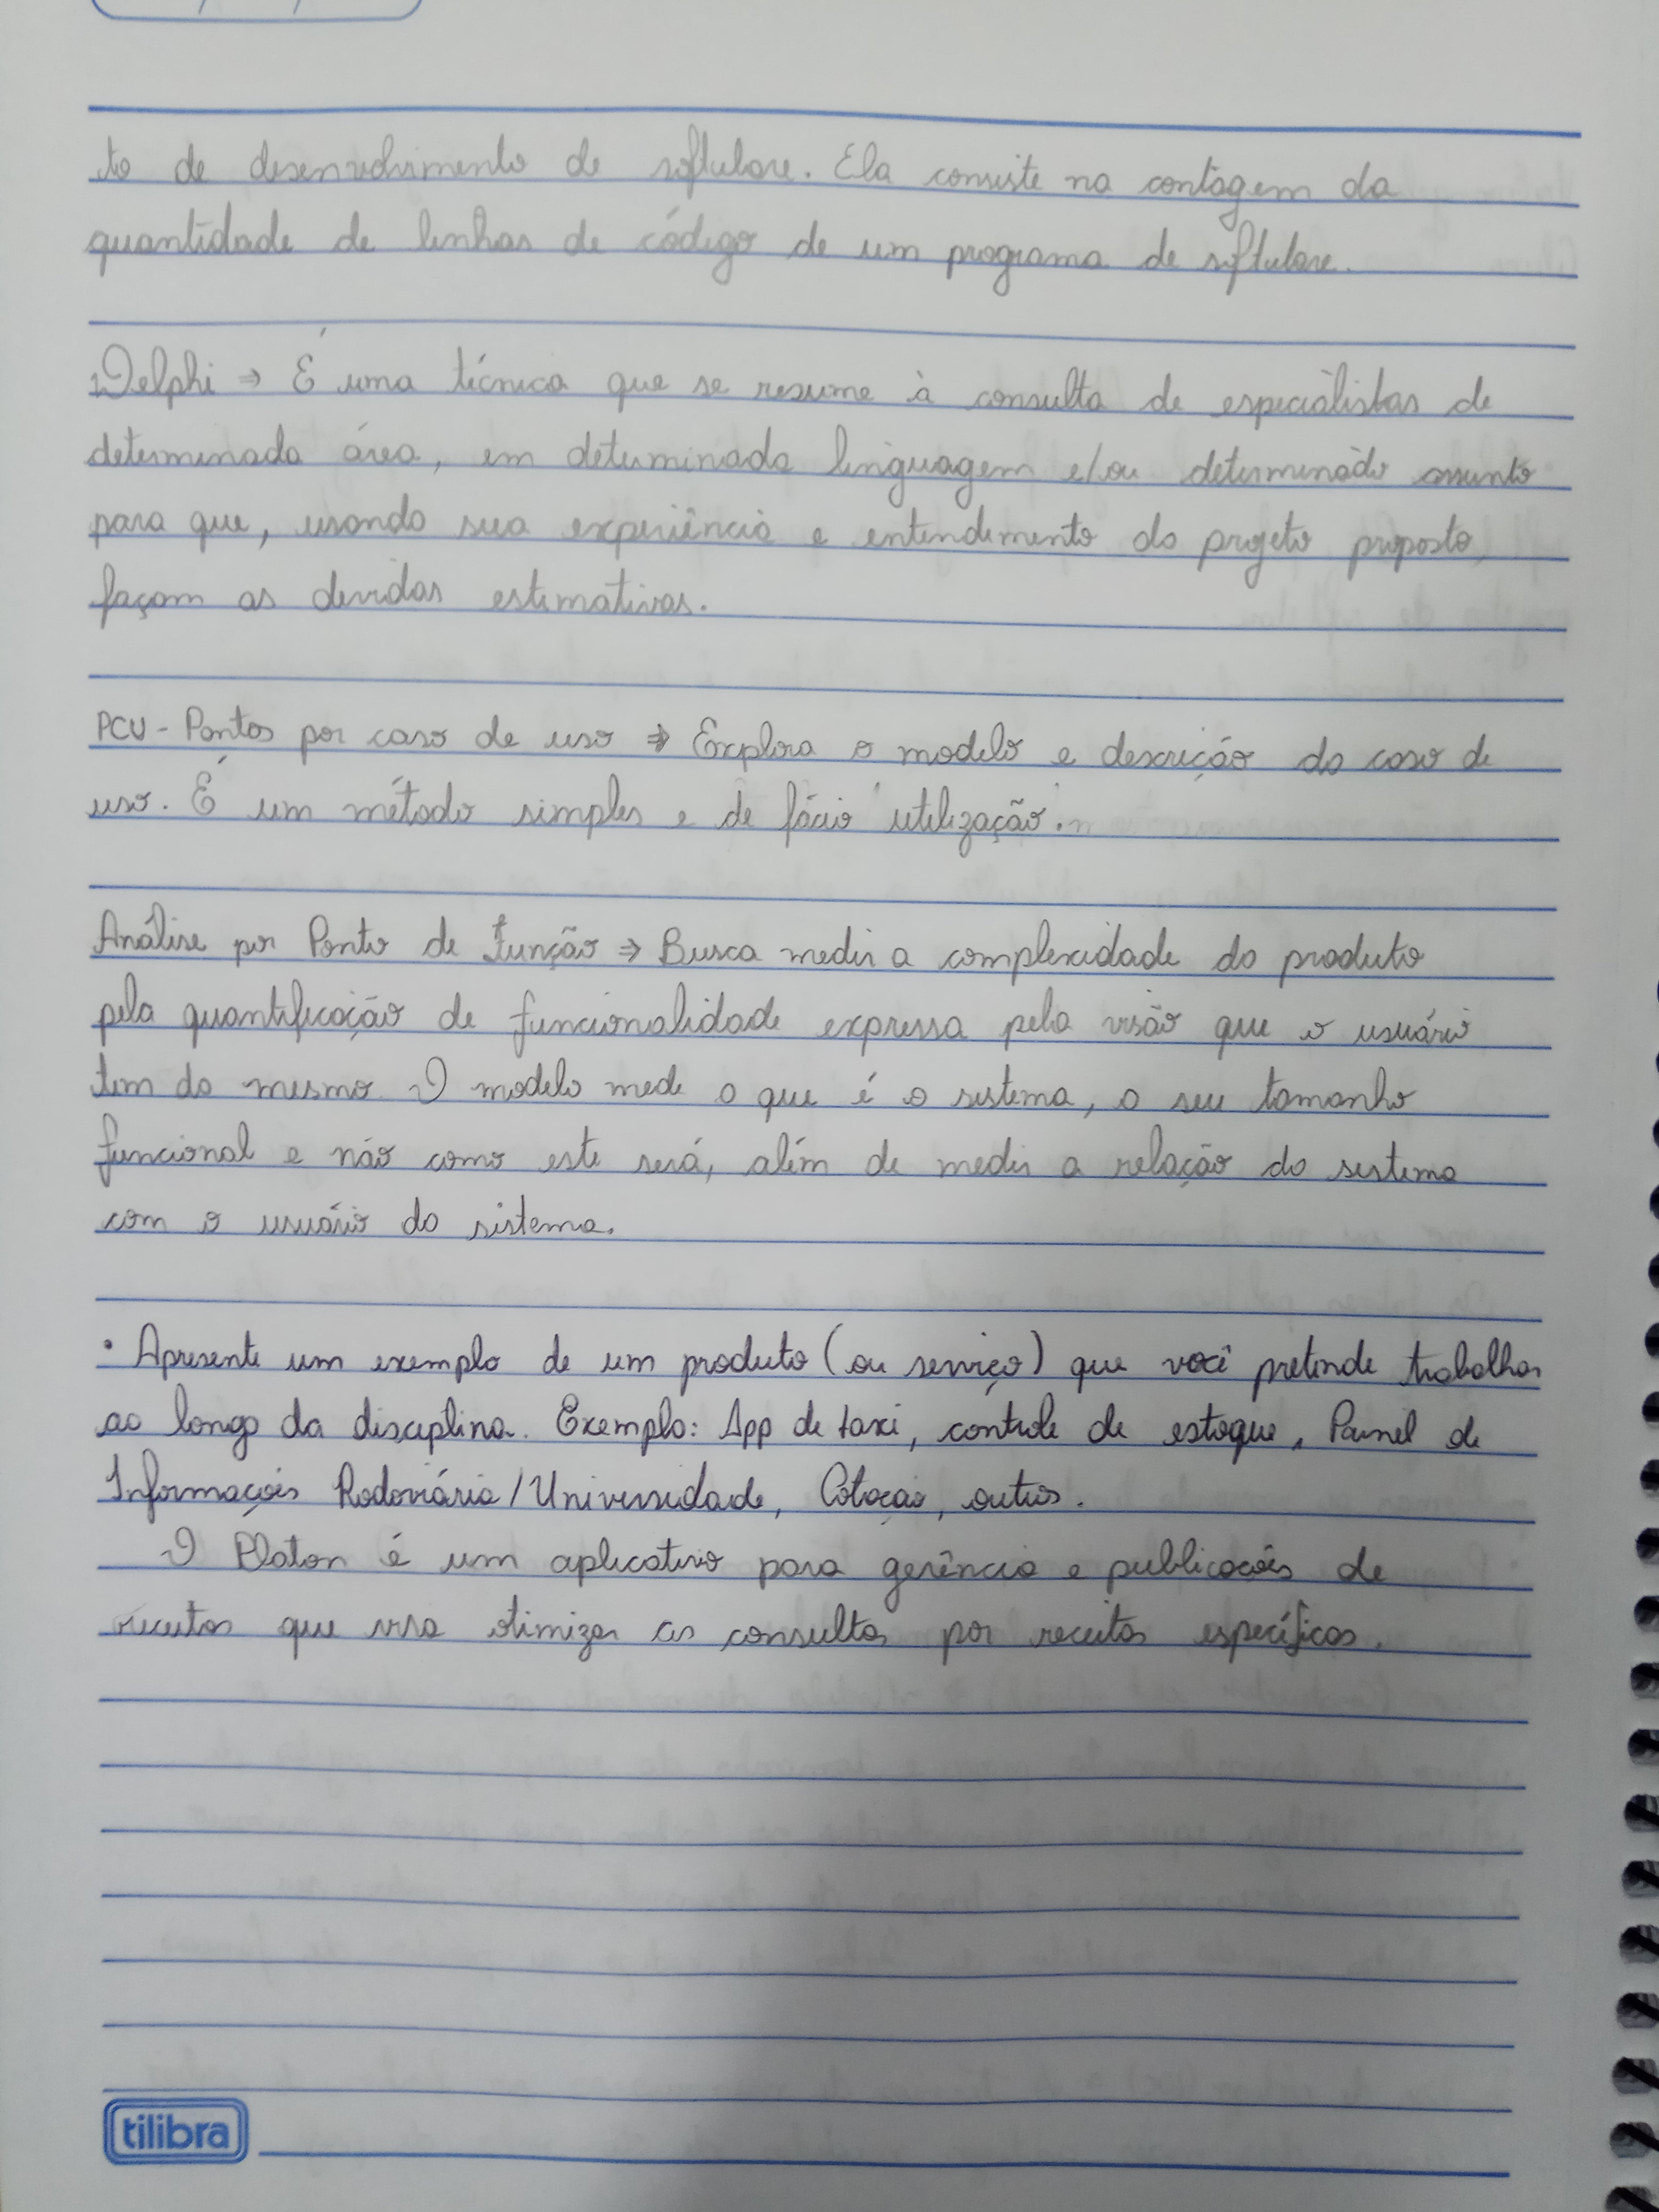 to de desenvolvimento de software. Ela consiste na contagem da
quantidade de linhas de código de um programa de software.
Delphi ⇒ É uma técnica que se resume à consulta de especialistas de
determinada área, em determinada linguagem e/ou determinado assunto
para que, usando sua experiência e entendimento do projeto proposto,
façam as devidas estimativas.
PCU - Pontos por caso de uso ⇒ Explora o modelo e descrição do caso de
uso. É um método simples e de fácio utilização.
Análise por Ponto de Função ⇒ Busca medir a complexidade do produto
pela quantificação de funcionalidade expressa pela visão que o usuário
tem do mesmo. O modelo mede o que é o sistema, o seu tamanho
funcional e não como este será, além de medir a relação do sistema
com o usuário do sistema.
• Apresente um exemplo de um produto (ou serviço) que você pretende trabalhar
ao longo da disciplina. Exemplo: App de taxi, controle de estoque, Painel de
Informações Rodoviária/Universidade, Cotação, outros.
O Platon é um aplicativo para gerência e publicações de
receitas que visa otimizar as consultas por receitas específicas.
tilibra